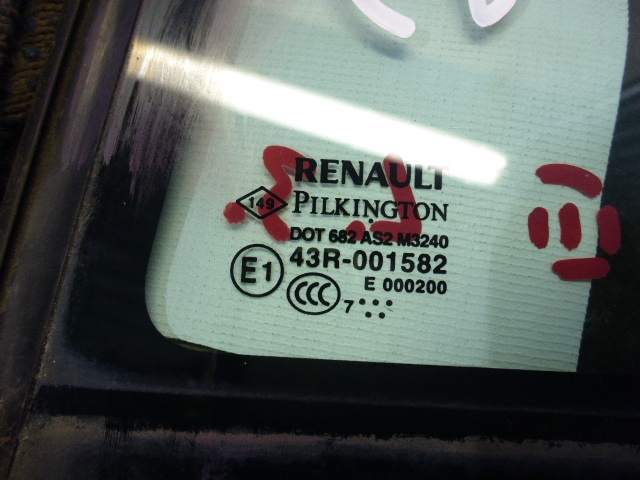 RENAULT
149 PILKINGTON
DOT 682 AS2 M3240
E1 43R-001582
E 000200
CCC 7